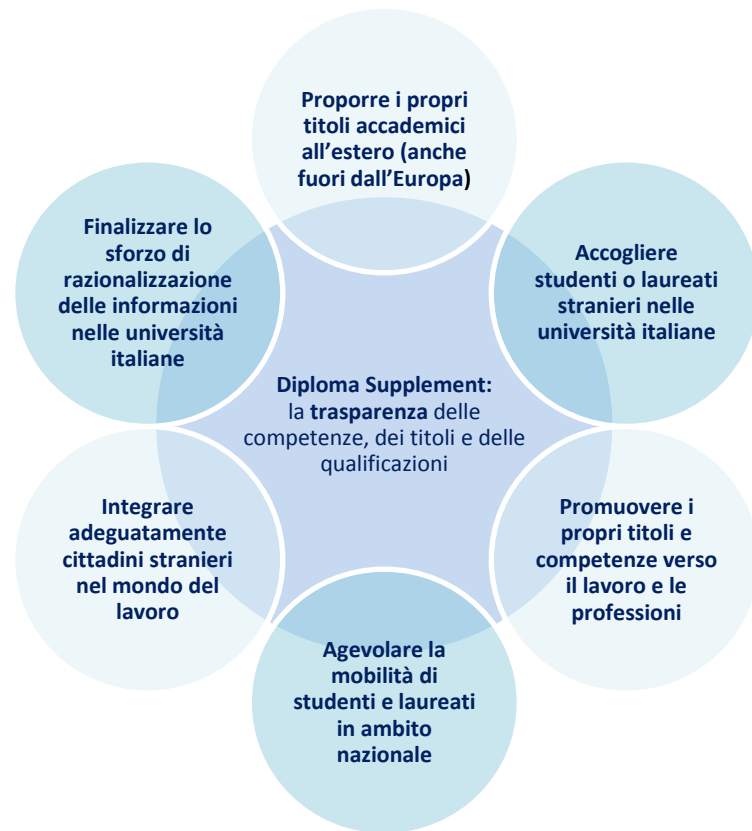 Proporre i propri
titoli accademici
all’estero (anche
fuori dall’Europa)
Accogliere
studenti o laureati
stranieri nelle
università italiane
Promuovere i
propri titoli e
competenze verso
il lavoro e le
professioni
Agevolare la
mobilità di
studenti e laureati
in ambito
nazionale
Integrare
adeguatamente
cittadini stranieri
nel mondo del
lavoro
Finalizzare lo
sforzo di
razionalizzazione
delle informazioni
nelle università
italiane
Diploma Supplement:
la trasparenza delle
competenze, dei titoli e delle
qualificazioni